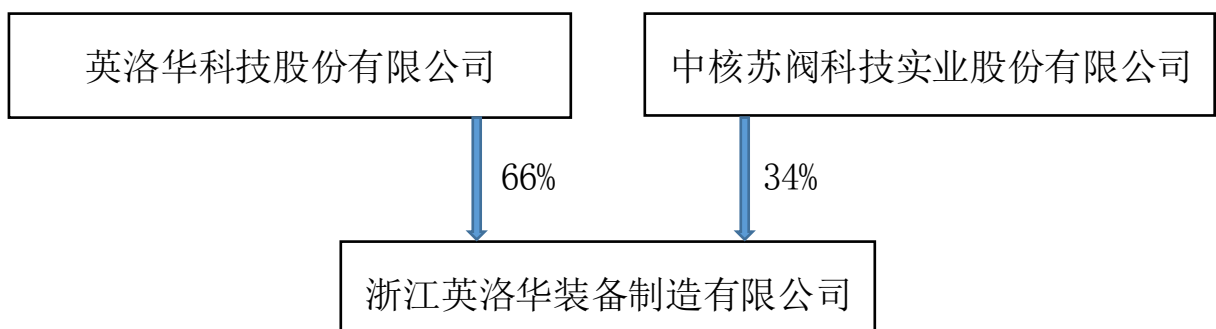 英洛华科技股份有限公司
中核苏阀科技实业股份有限公司
66%
34%
浙江英洛华装备制造有限公司